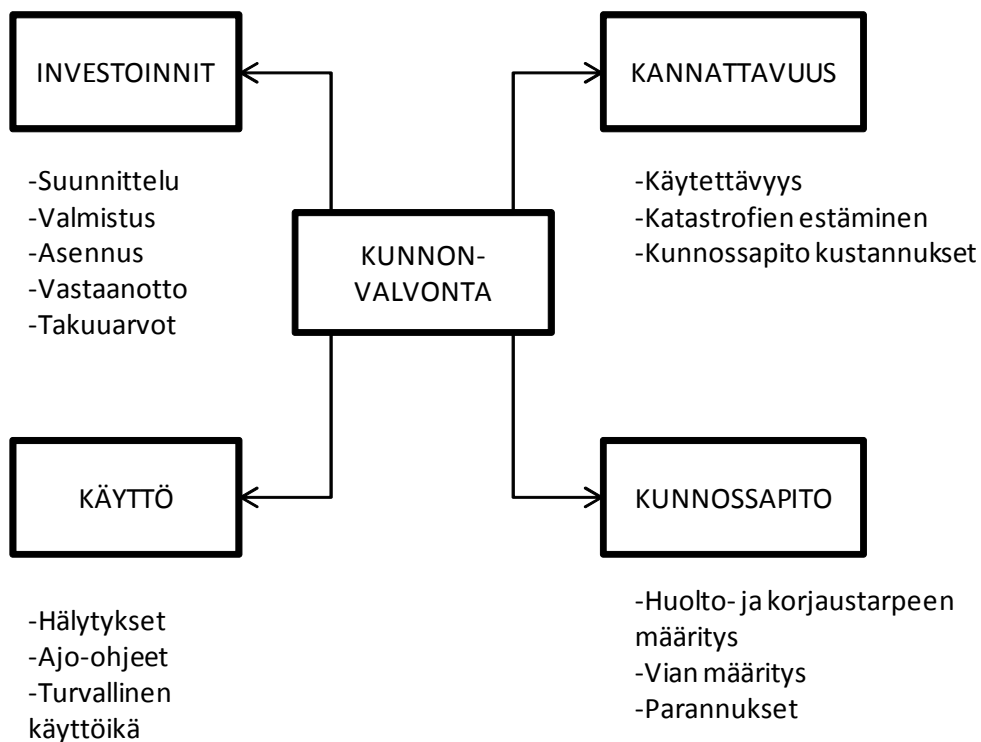 INVESTOINNIT
-Suunnittelu
-Valmistus
-Asennus
-Vastaanotto
-Takuuarvot
KANNATTAVUUS
-Käytettävyys
-Katastrofien estäminen
-Kunnossapito kustannukset
KUNNON-
VALVONTA
KÄYTTÖ
-Hälytykset
-Ajo-ohjeet
-Turvallinen
käyttöikä
KUNNOSSAPITO
-Huolto- ja korjaustarpeen
määritys
-Vian määritys
-Parannukset